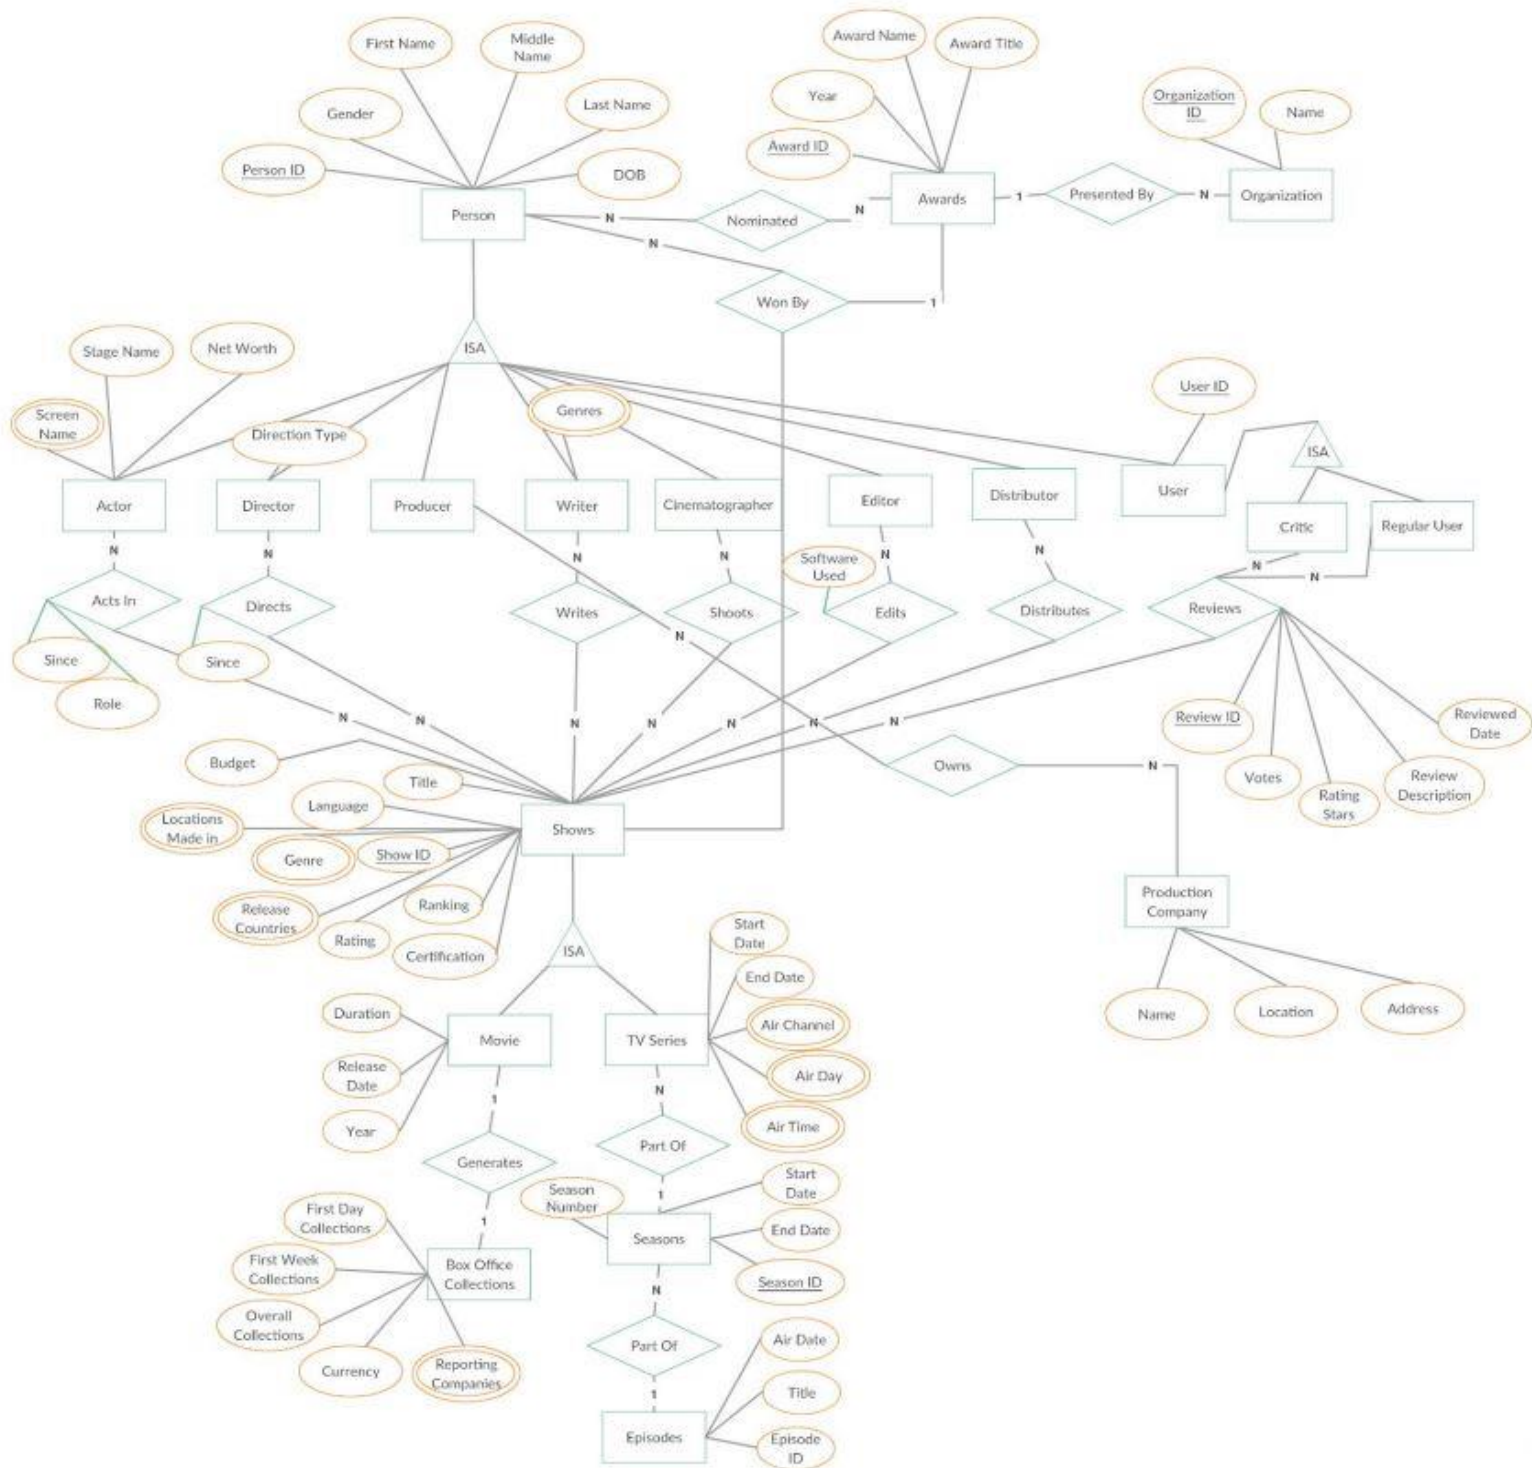 First Name
Middle
Name
Award Name
Award Title
Gender
Last Name
Year
Organization
ID
Name
Person ID
DOB
Award ID
Person
Nominated
N
N
Awards
1
Presented By
N
Organization
N
Won By
1
ISA
Stage Name
Net Worth
Screen
Name
Direction Type
Genres
User ID
ISA
Actor
Director
Producer
Writer
Cinematographer
Editor
Distributor
User
Critic
Regular User
N
N
N
N
Software
Used
N
N
N
N
Acts In
Directs
Writes
Shoots
Edits
Distributes
Reviews
N
Since
Role
Since
N
N
N
N
N
N
N
Review ID
Votes
Rating
Stars
Review
Description
Reviewed
Date
Budget
Title
Owns
N
Language
Locations
Made in
Genre
Show ID
Shows
Release
Countries
Rating
Ranking
Certification
ISA
Production
Company
Name
Location
Address
Start
Date
End Date
Air Channel
Air Day
Air Time
Duration
Release
Date
Year
Movie
TV Series
1
N
Generates
Part Of
1
1
Season
Number
Start
Date
End Date
Season ID
Seasons
First Day
Collections
First Week
Collections
Overall
Collections
Currency
Reporting
Companies
Box Office
Collections
N
Part Of
1
Air Date
Title
Episode
ID
Episodes